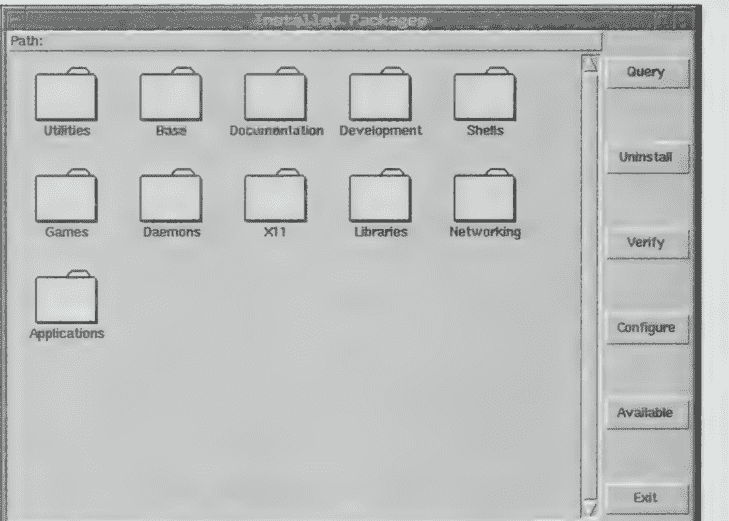 Installed Packages
Path:
Query
Utilities Base Documentation Development Shells
Uninstall
Games Daemons X11 Libraries Networking
Verify
Applications
Configure
Available
Exit